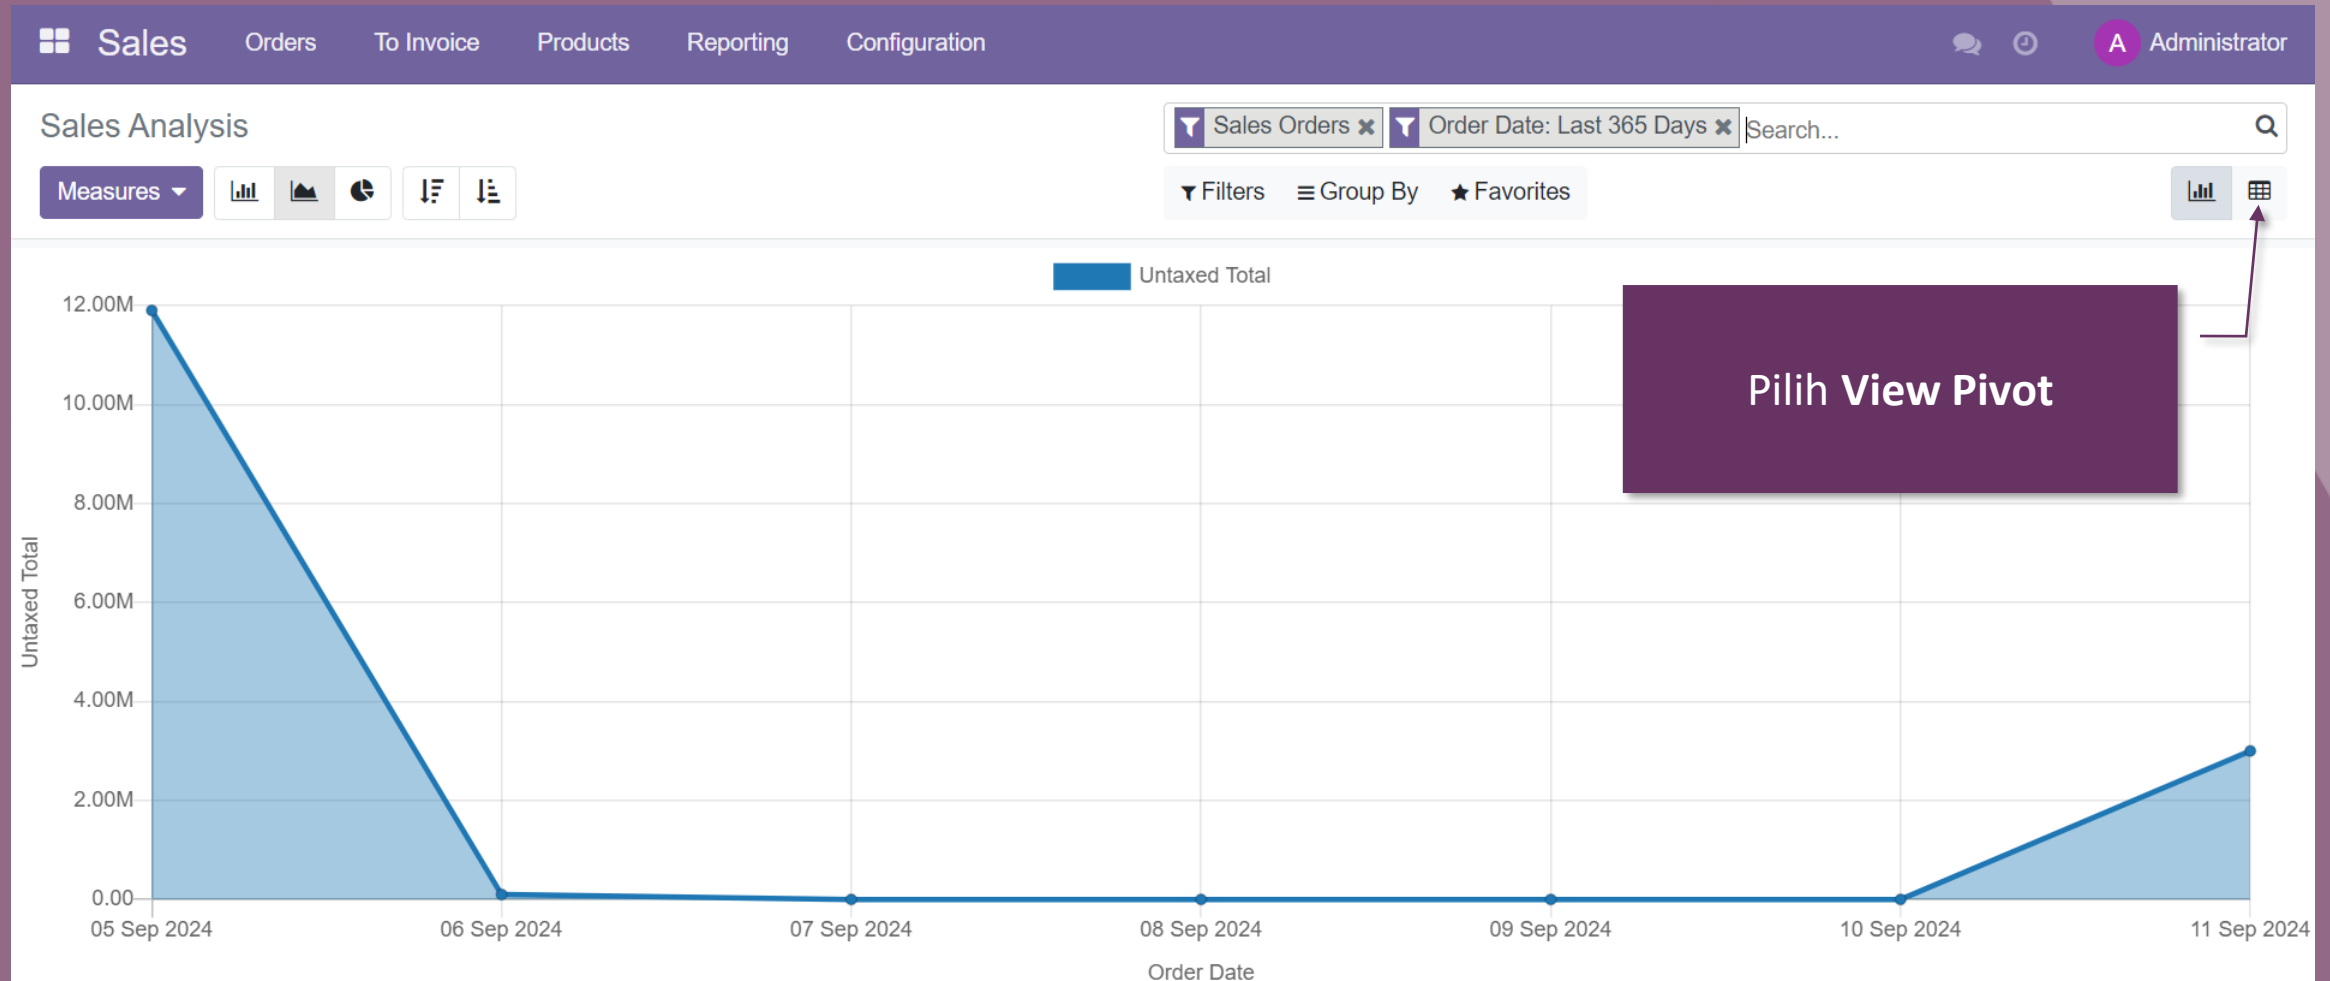 Sales Orders To Invoice Products Reporting Configuration A Administrator
Sales Analysis
Sales Orders Order Date: Last 365 Days Search...
Measures Filters Group By Favorites
Untaxed Total
Pilih View Pivot
Untaxed Total
12.00M
10.00M
8.00M
6.00M
4.00M
2.00M
0.00
05 Sep 2024 06 Sep 2024 07 Sep 2024 08 Sep 2024 09 Sep 2024 10 Sep 2024 11 Sep 2024
Order Date